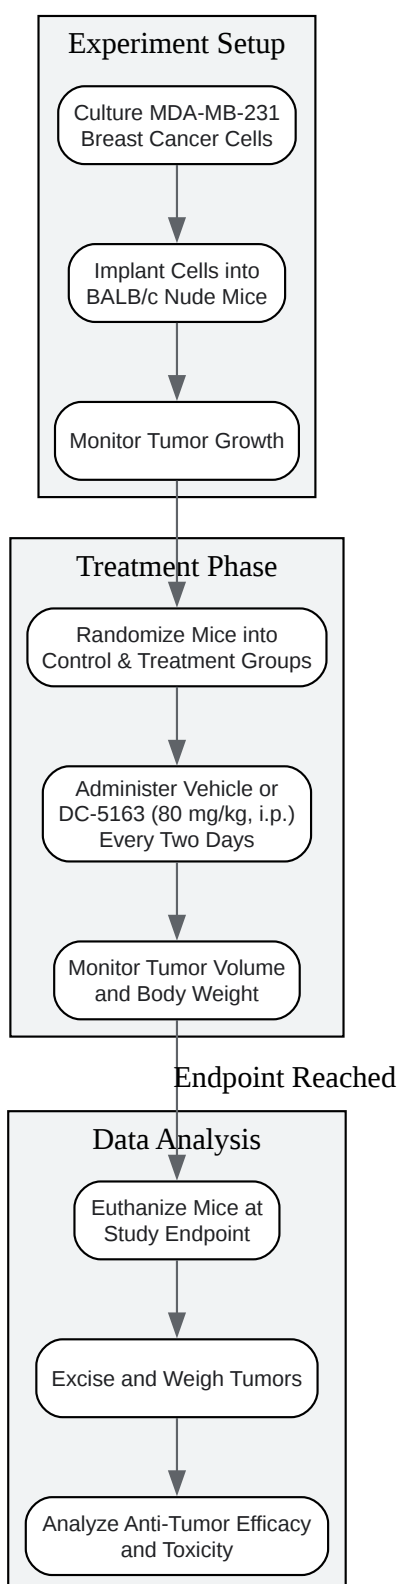 Experiment Setup
Culture MDA-MB-231
Breast Cancer Cells
Implant Cells into
BALB/c Nude Mice
Monitor Tumor Growth
Treatment Phase
Randomize Mice into
Control & Treatment Groups
Administer Vehicle or
DC-5163 (80 mg/kg, i.p.)
Every Two Days
Monitor Tumor Volume
and Body Weight
Endpoint Reached
Data Analysis
Euthanize Mice at
Study Endpoint
Excise and Weigh Tumors
Analyze Anti-Tumor Efficacy
and Toxicity